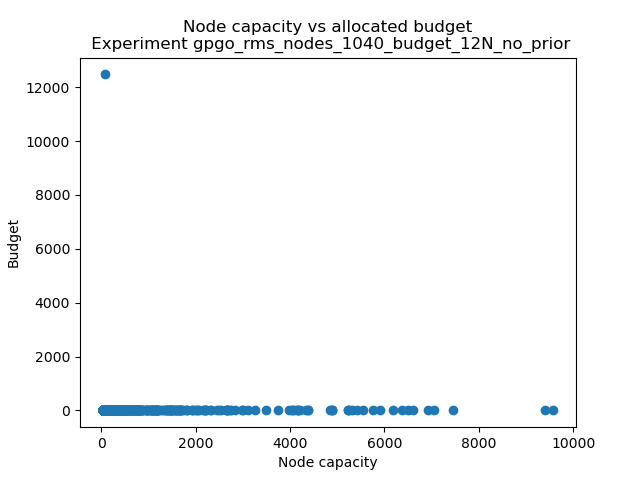 Node capacity vs allocated budget
Experiment gpgo_rms_nodes_1040_budget_12N_no_prior
12000
10000
8000
6000
4000
2000
0
Budget
0 2000 4000 6000 8000 10000
Node capacity